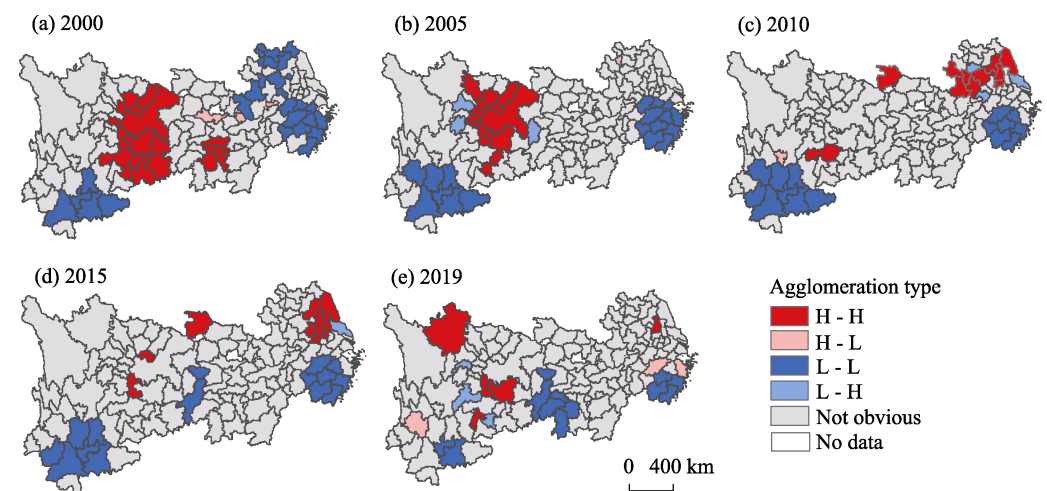 (a) 2000
(b) 2005
(c) 2010
(d) 2015
(e) 2019
Agglomeration type
H - H
H - L
L - L
L - H
Not obvious
No data
0 400 km